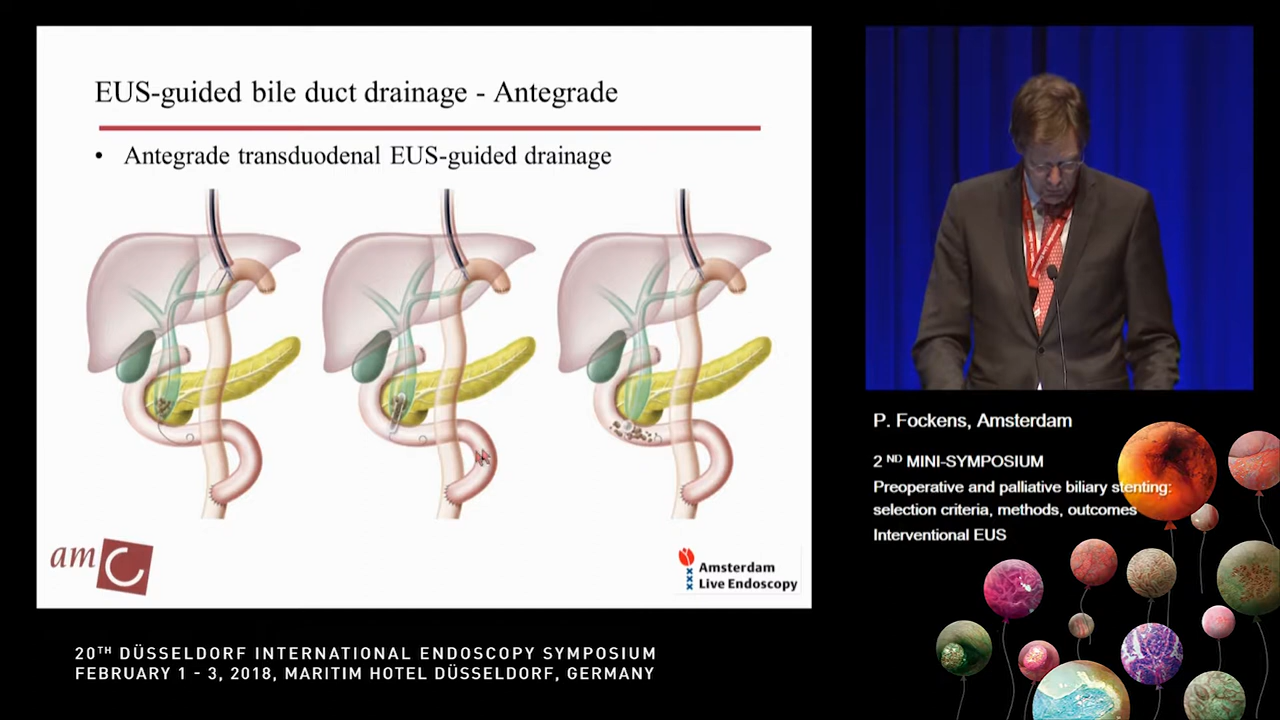 EUS-guided bile duct drainage - Antegrade
• Antegrade transduodenal EUS-guided drainage
amC
Amsterdam
Live Endoscopy
P. Fockens, Amsterdam
2 ND MINI-SYMPOSIUM
Preoperative and palliative biliary stenting:
selection criteria, methods, outcomes
Interventional EUS
20TH DÜSSELDORF INTERNATIONAL ENDOSCOPY SYMPOSIUM
FEBRUARY 1 - 3, 2018, MARITIM HOTEL DÜSSELDORF, GERMANY